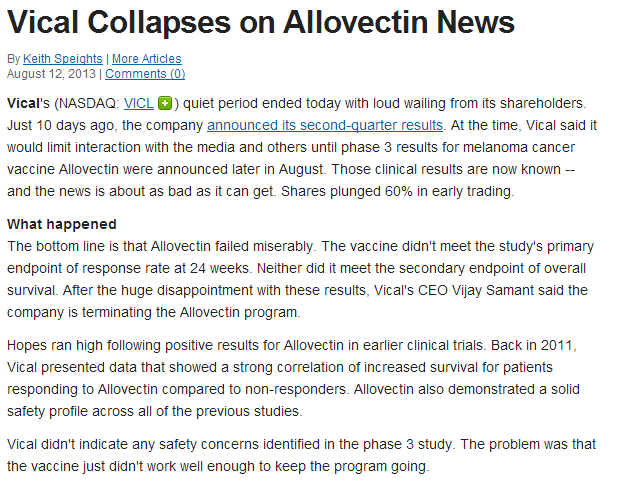 Vical Collapses on Allovectin News
By Keith Speights | More Articles
August 12, 2013 | Comments (0)
Vical's (NASDAQ: VICL + ) quiet period ended today with loud wailing from its shareholders.
Just 10 days ago, the company announced its second-quarter results. At the time, Vical said it
would limit interaction with the media and others until phase 3 results for melanoma cancer
vaccine Allovectin were announced later in August. Those clinical results are now known --
and the news is about as bad as it can get. Shares plunged 60% in early trading.
What happened
The bottom line is that Allovectin failed miserably. The vaccine didn't meet the study's primary
endpoint of response rate at 24 weeks. Neither did it meet the secondary endpoint of overall
survival. After the huge disappointment with these results, Vical's CEO Vijay Samant said the
company is terminating the Allovectin program.
Hopes ran high following positive results for Allovectin in earlier clinical trials. Back in 2011,
Vical presented data that showed a strong correlation of increased survival for patients
responding to Allovectin compared to non-responders. Allovectin also demonstrated a solid
safety profile across all of the previous studies.
Vical didn't indicate any safety concerns identified in the phase 3 study. The problem was that
the vaccine just didn't work well enough to keep the program going.